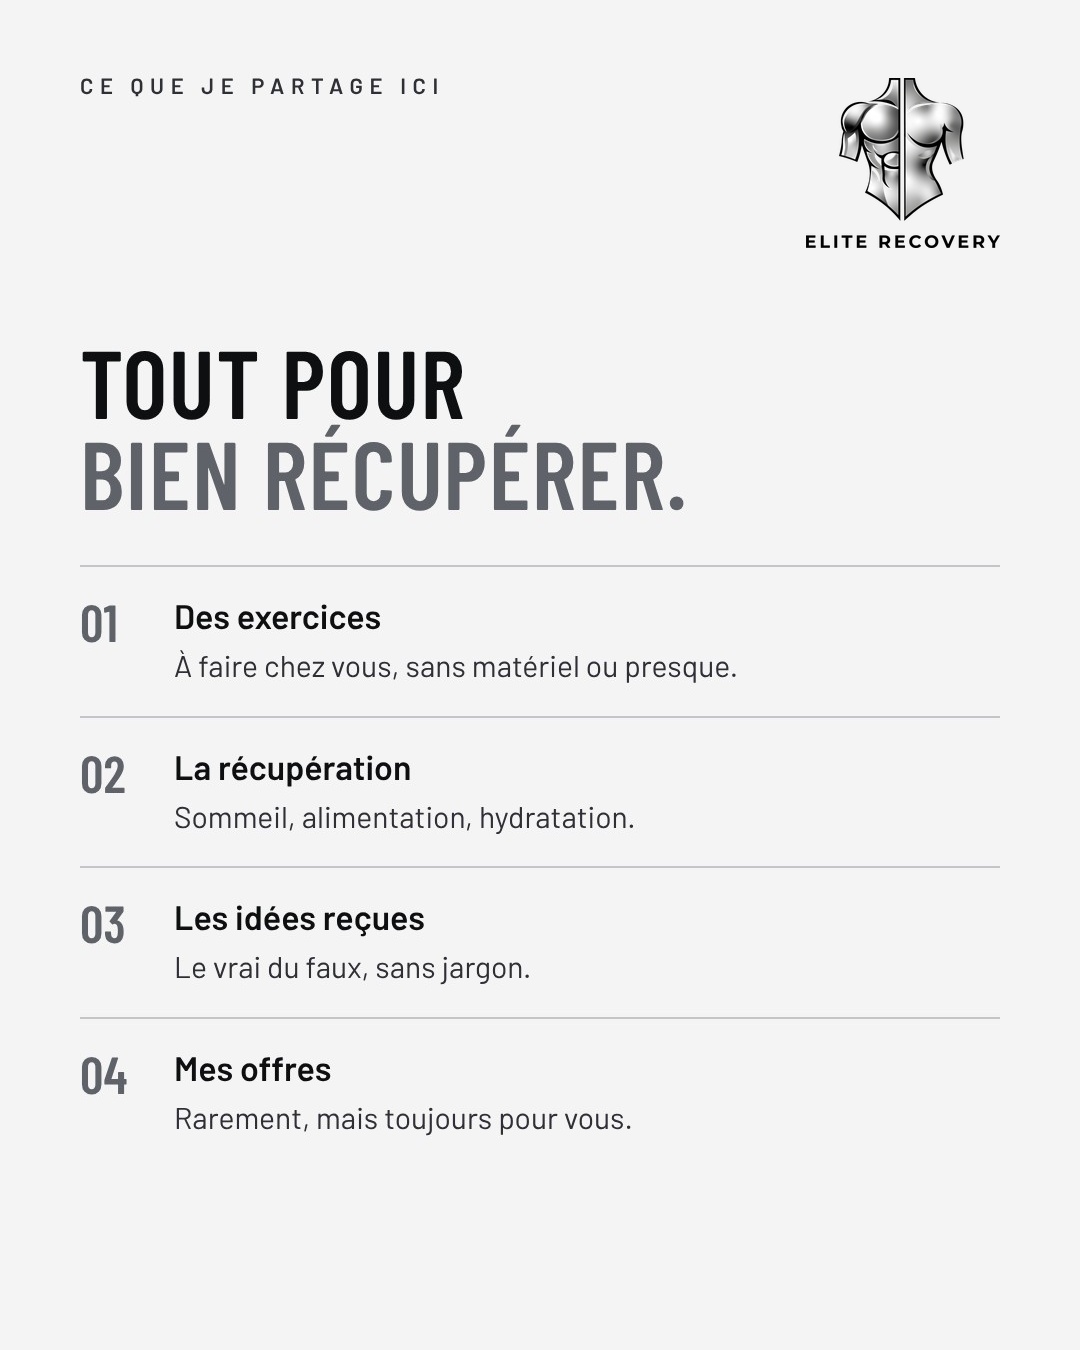 CE QUE JE PARTAGE ICI
ELITE RECOVERY
TOUT POUR
BIEN RÉCUPÉRER.
01
Des exercices
À faire chez vous, sans matériel ou presque.
02
La récupération
Sommeil, alimentation, hydratation.
03
Les idées reçues
Le vrai du faux, sans jargon.
04
Mes offres
Rarement, mais toujours pour vous.